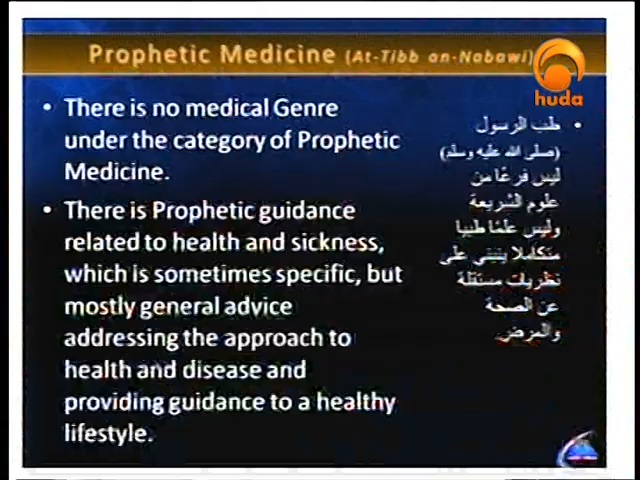 Prophetic Medicine (At-Tibb an-Nabawi)
huda
• There is no medical Genre
under the category of Prophetic
Medicine.
• There is Prophetic guidance
related to health and sickness,
which is sometimes specific, but
mostly general advice
addressing the approach to
health and disease and
providing guidance to a healthy
lifestyle.
• طب الرسول
(صلى الله عليه وسلم)
ليس فرعًا من
علوم الشريعة
وليس علمًا طبيا
متكاملا ينبني على
نظريات مستقلة
عن الصحة
والمرض.